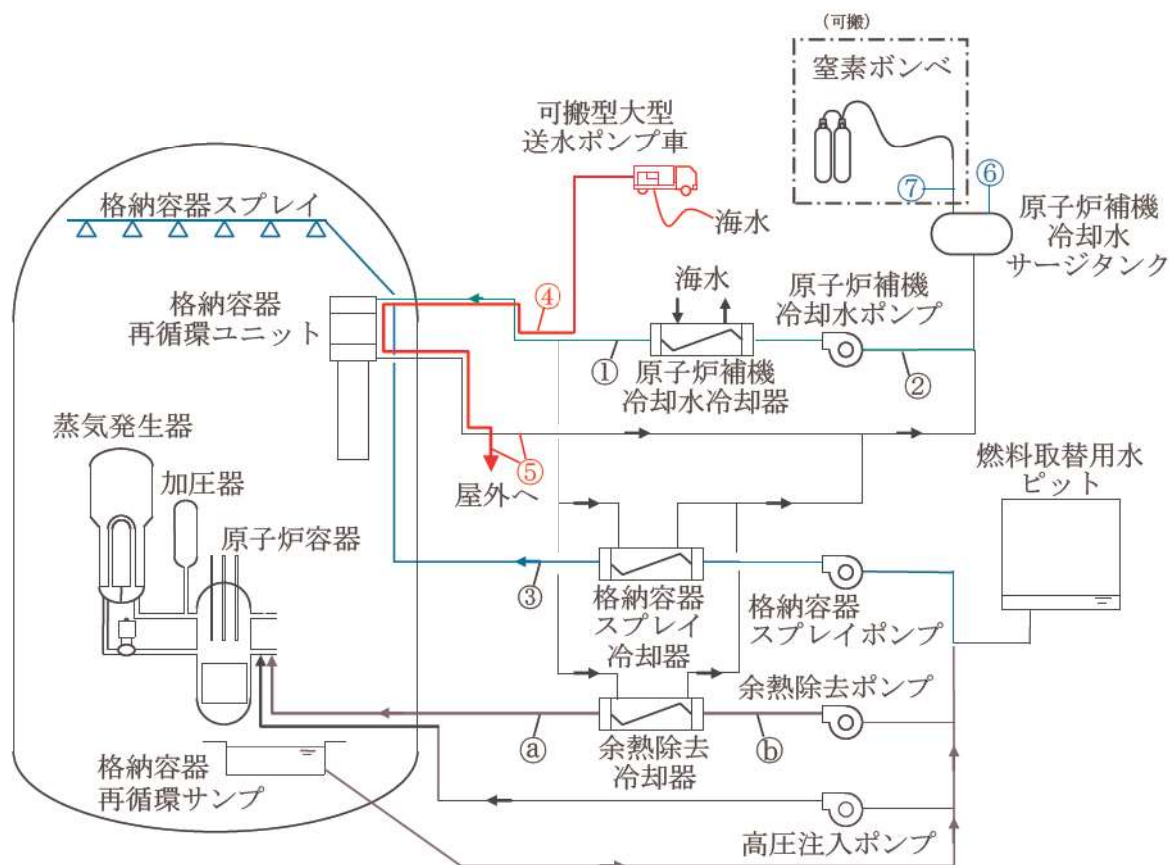 （可搬）
窒素ボンベ
可搬型大型
送水ポンプ車
⑦
⑥
格納容器スプレイ
海水
原子炉補機
冷却水
サージタンク
海水
原子炉補機
冷却水ポンプ
格納容器
再循環ユニット
④
①
原子炉補機
冷却水冷却器
②
蒸気発生器
加圧器
原子炉容器
⑤
屋外へ
燃料取替用水
ピット
③
格納容器
スプレイ
冷却器
格納容器
スプレイポンプ
余熱除去ポンプ
ⓐ
ⓑ
余熱除去
冷却器
格納容器
再循環サンプ
高圧注入ポンプ